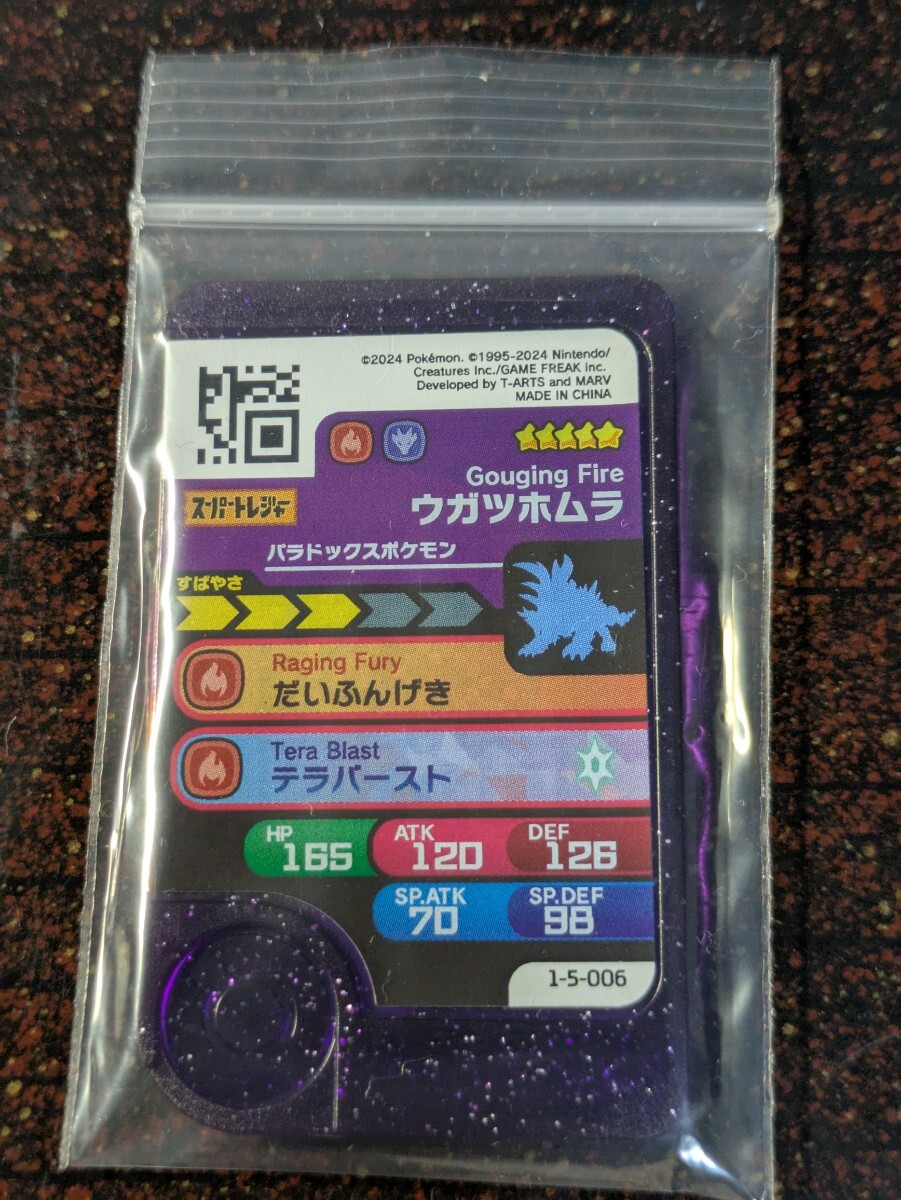 ©2024 Pokémon. ©1995-2024 Nintendo/
Creatures Inc./GAME FREAK inc.
Developed by T-ARTS and MARV
MADE IN CHINA
Gouging Fire
スーパートレジャー
ウガツホムラ
パラドックスポケモン
すばやさ
Raging Fury
だいふんげき
Tera Blast
テラバースト
HP 165 ATK 120 DEF 126
SP.ATK 70 SP.DEF 98
1-5-006